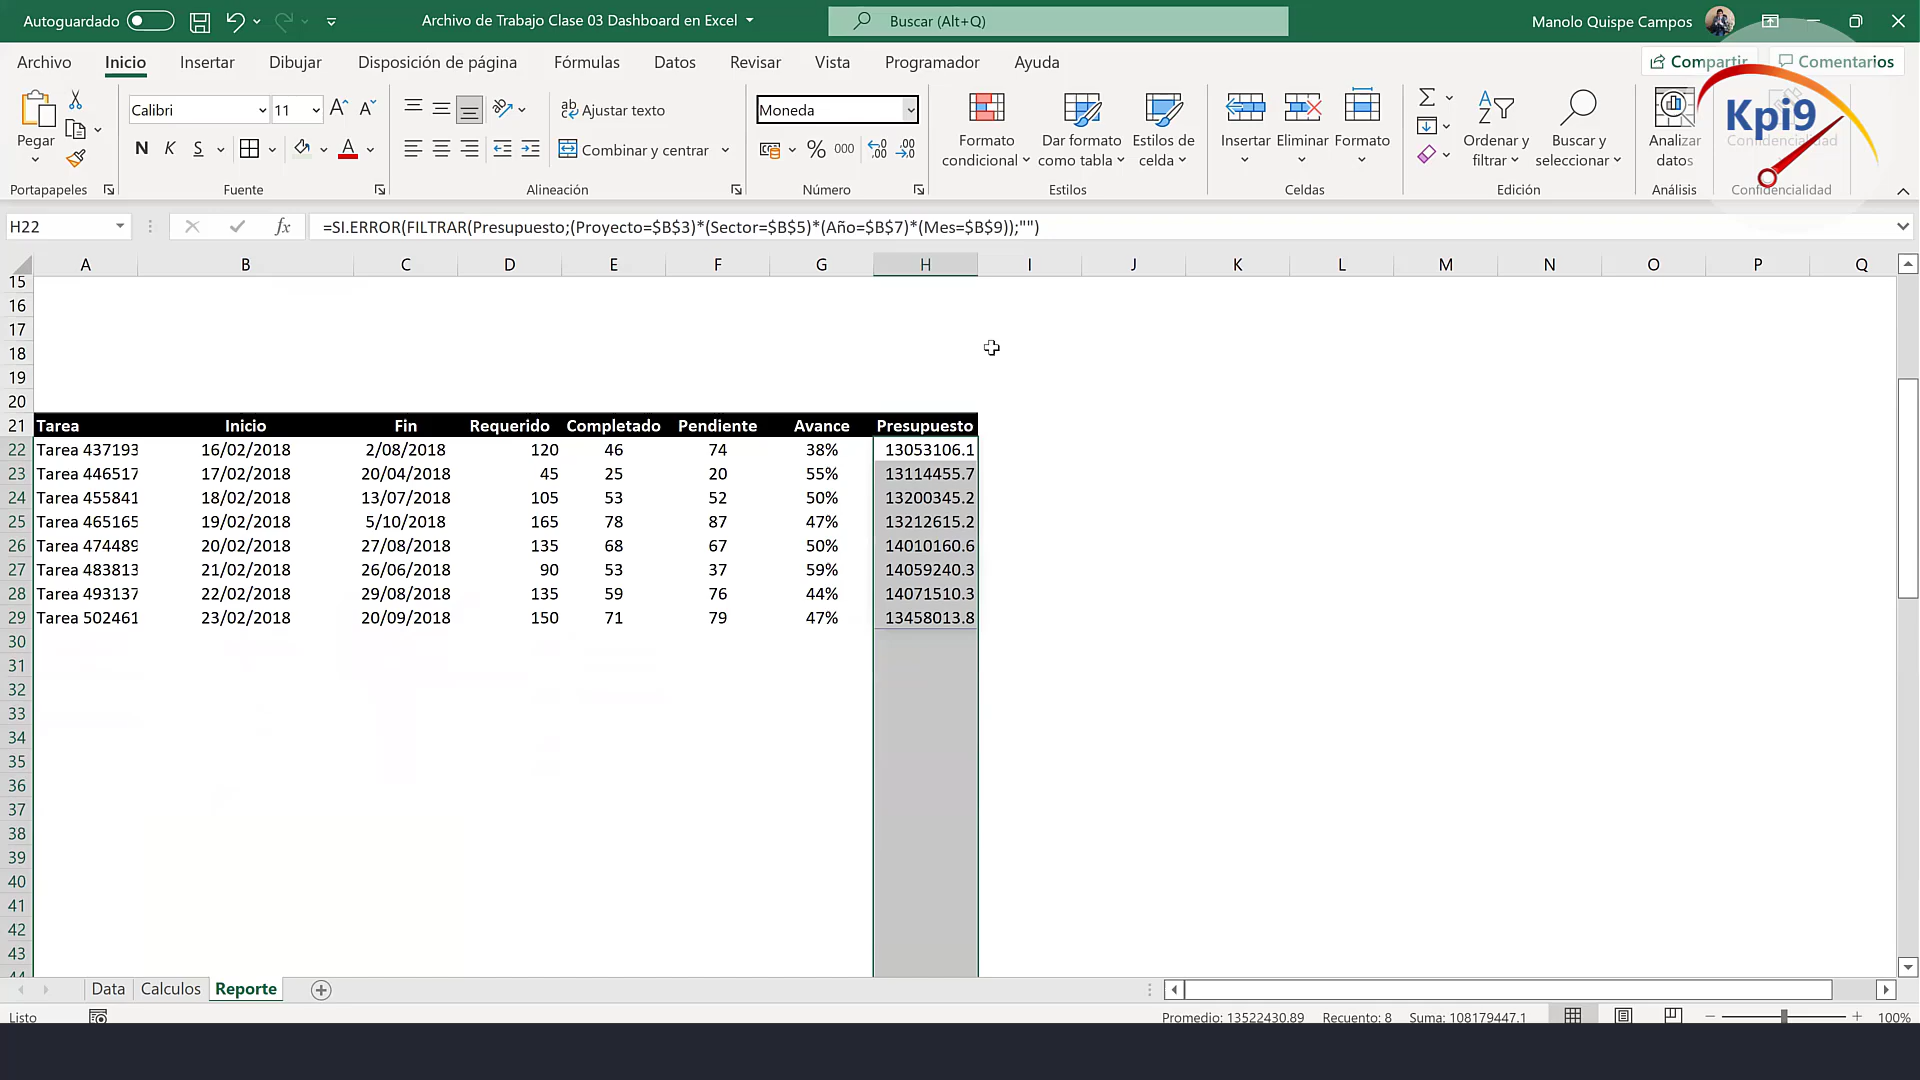 Autoguardado
Archivo de Trabajo Clase 03 Dashboard en Excel
Buscar (Alt+Q)
Manolo Quispe Campos
Archivo Inicio Insertar Dibujar Disposición de página Fórmulas Datos Revisar Vista Programador Ayuda
Compartir
Comentarios
Pegar
Portapapeles
Calibri 11
N K S
Fuente
Ajustar texto
Combinar y centrar
Alineación
Moneda
% 000
Número
Formato condicional
Dar formato como tabla
Estilos de celda
Estilos
Insertar
Eliminar
Formato
Celdas
Ordenar y filtrar
Buscar y seleccionar
Edición
Analizar datos
Análisis
Kpi9
Confidencialidad
Confidencialidad
H22
fx
=SI.ERROR(FILTRAR(Presupuesto;(Proyecto=$B$3)*(Sector=$B$5)*(Año=$B$7)*(Mes=$B$9));"")
A B C D E F G H I J K L M N O P Q
15
16
17
18
19
20
21 Tarea Inicio Fin Requerido Completado Pendiente Avance Presupuesto
22 Tarea 437193 16/02/2018 2/08/2018 120 46 74 38% 13053106.1
23 Tarea 446517 17/02/2018 20/04/2018 45 25 20 55% 13114455.7
24 Tarea 455841 18/02/2018 13/07/2018 105 53 52 50% 13200345.2
25 Tarea 465165 19/02/2018 5/10/2018 165 78 87 47% 13212615.2
26 Tarea 474489 20/02/2018 27/08/2018 135 68 67 50% 14010160.6
27 Tarea 483813 21/02/2018 26/06/2018 90 53 37 59% 14059240.3
28 Tarea 493137 22/02/2018 29/08/2018 135 59 76 44% 14071510.3
29 Tarea 502461 23/02/2018 20/09/2018 150 71 79 47% 13458013.8
30
31
32
33
34
35
36
37
38
39
40
41
42
43
44
Data Calculos Reporte
Listo
Promedio: 13522430.89 Recuento: 8 Suma: 108179447.1
100%